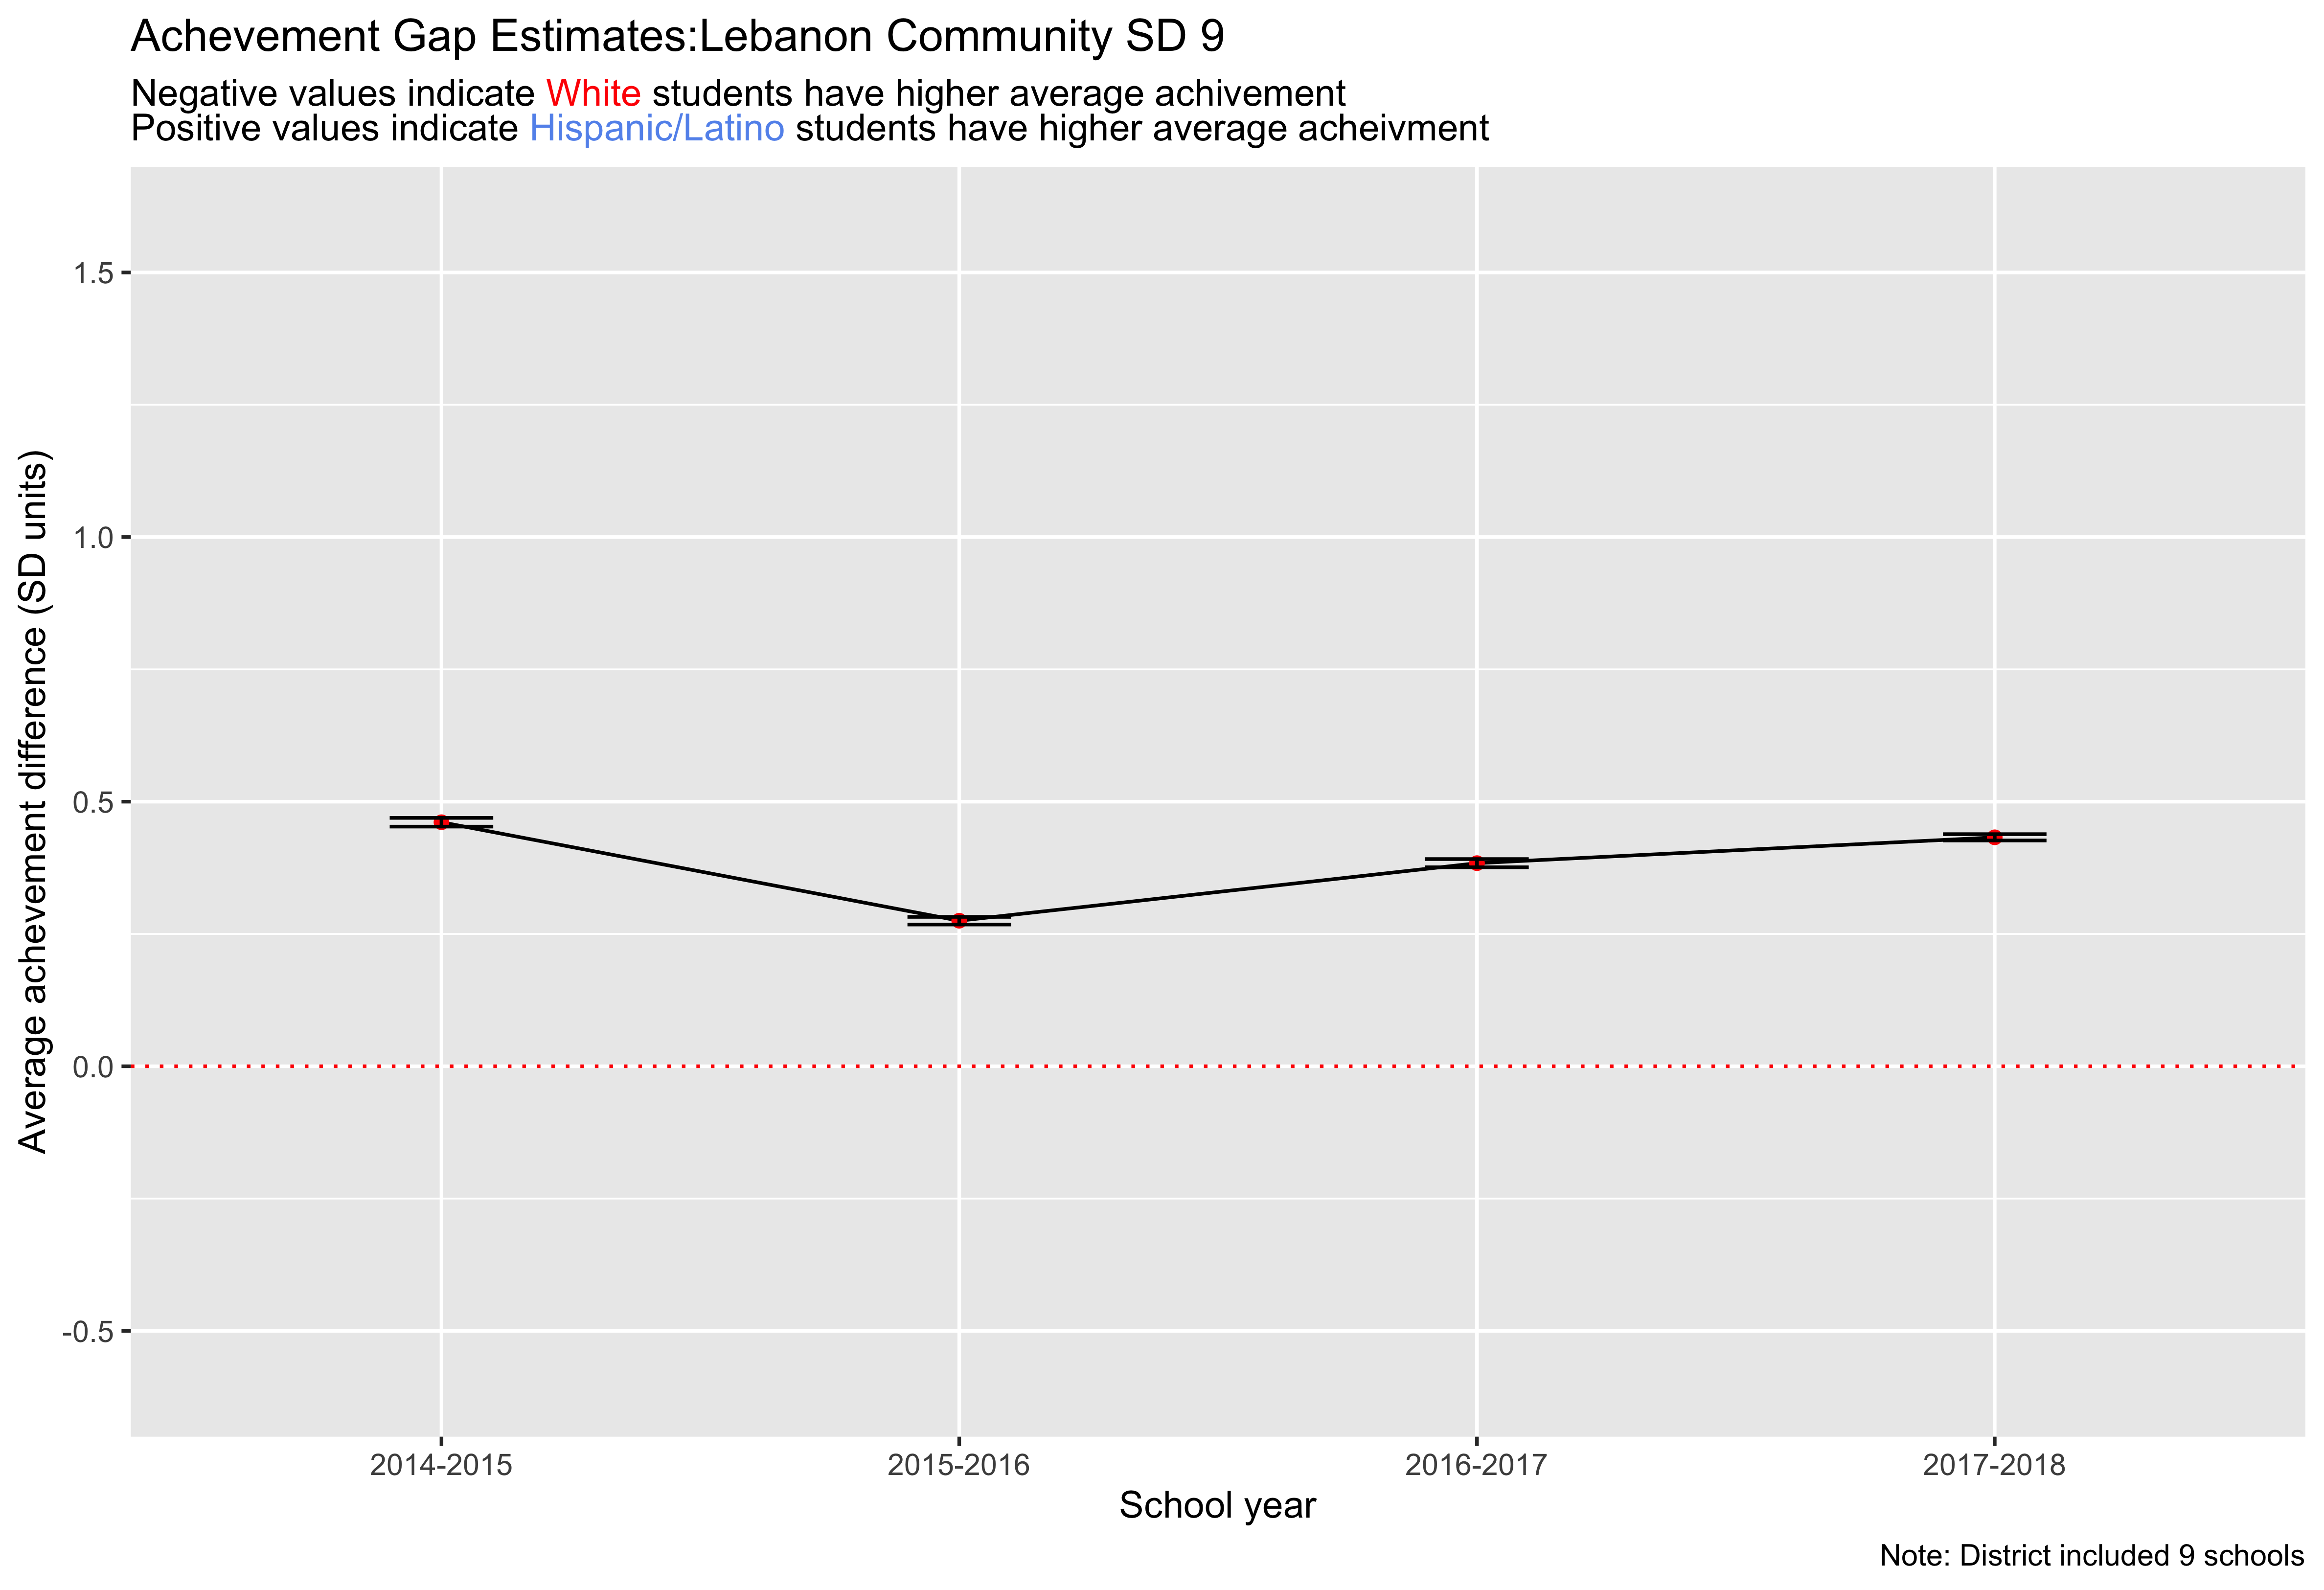 Achevement Gap Estimates:Lebanon Community SD 9
Negative values indicate White students have higher average achivement
Positive values indicate Hispanic/Latino students have higher average acheivment
Average achevement difference (SD units)
1.5
1.0
0.5
0.0
-0.5
2014-2015
2015-2016
2016-2017
2017-2018
School year
Note: District included 9 schools